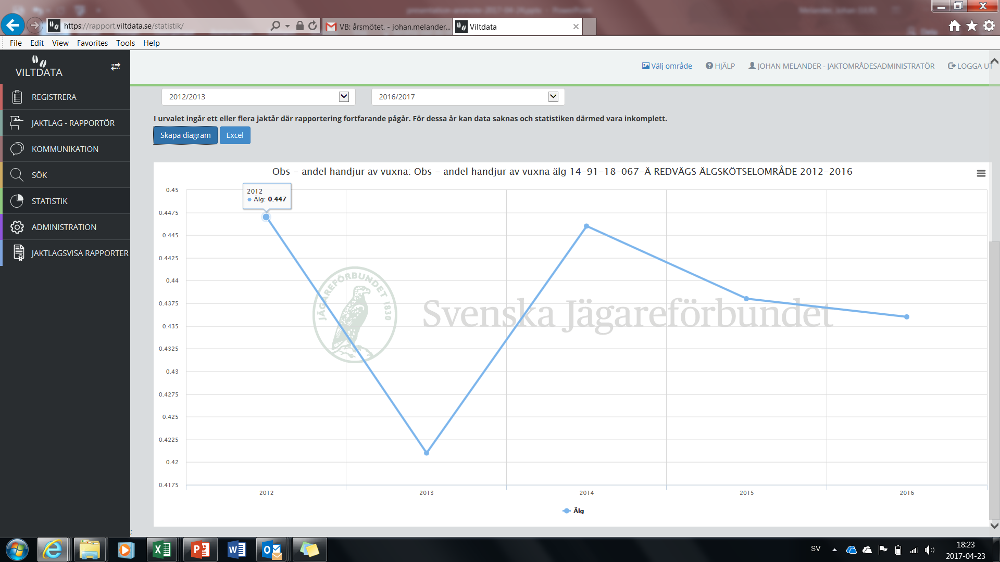 https://rapport.viltdata.se/statistik/
VB: årsmötet. - johan.melander...
Viltdata
File Edit View Favorites Tools Help
VILTDATA
Välj område
HJÄLP
JOHAN MELANDER - JAKTOMRÅDESADMINISTRATÖR
LOGGA UT
REGISTRERA
JAKTLAG - RAPPORTÖR
KOMMUNIKATION
SÖK
STATISTIK
ADMINISTRATION
JAKTLAGSVISA RAPPORTER
2012/2013
2016/2017
I urvalet ingår ett eller flera jaktår där rapportering fortfarande pågår. För dessa år kan data saknas och statistiken därmed vara inkomplett.
Skapa diagram
Excel
Obs - andel handjur av vuxna: Obs - andel handjur av vuxna älg 14-91-18-067-Ä REDVÄGS ÄLGSKÖTSELOMRÅDE 2012-2016
2012
Älg: 0.447
0.45
0.4475
0.445
0.4425
0.44
0.4375
0.435
0.4325
0.43
0.4275
0.425
0.4225
0.42
0.4175
JÄGAREFÖRBUNDET 1830
Svenska Jägareförbundet
2012 2013 2014 2015 2016
Älg
SV
18:23
2017-04-23